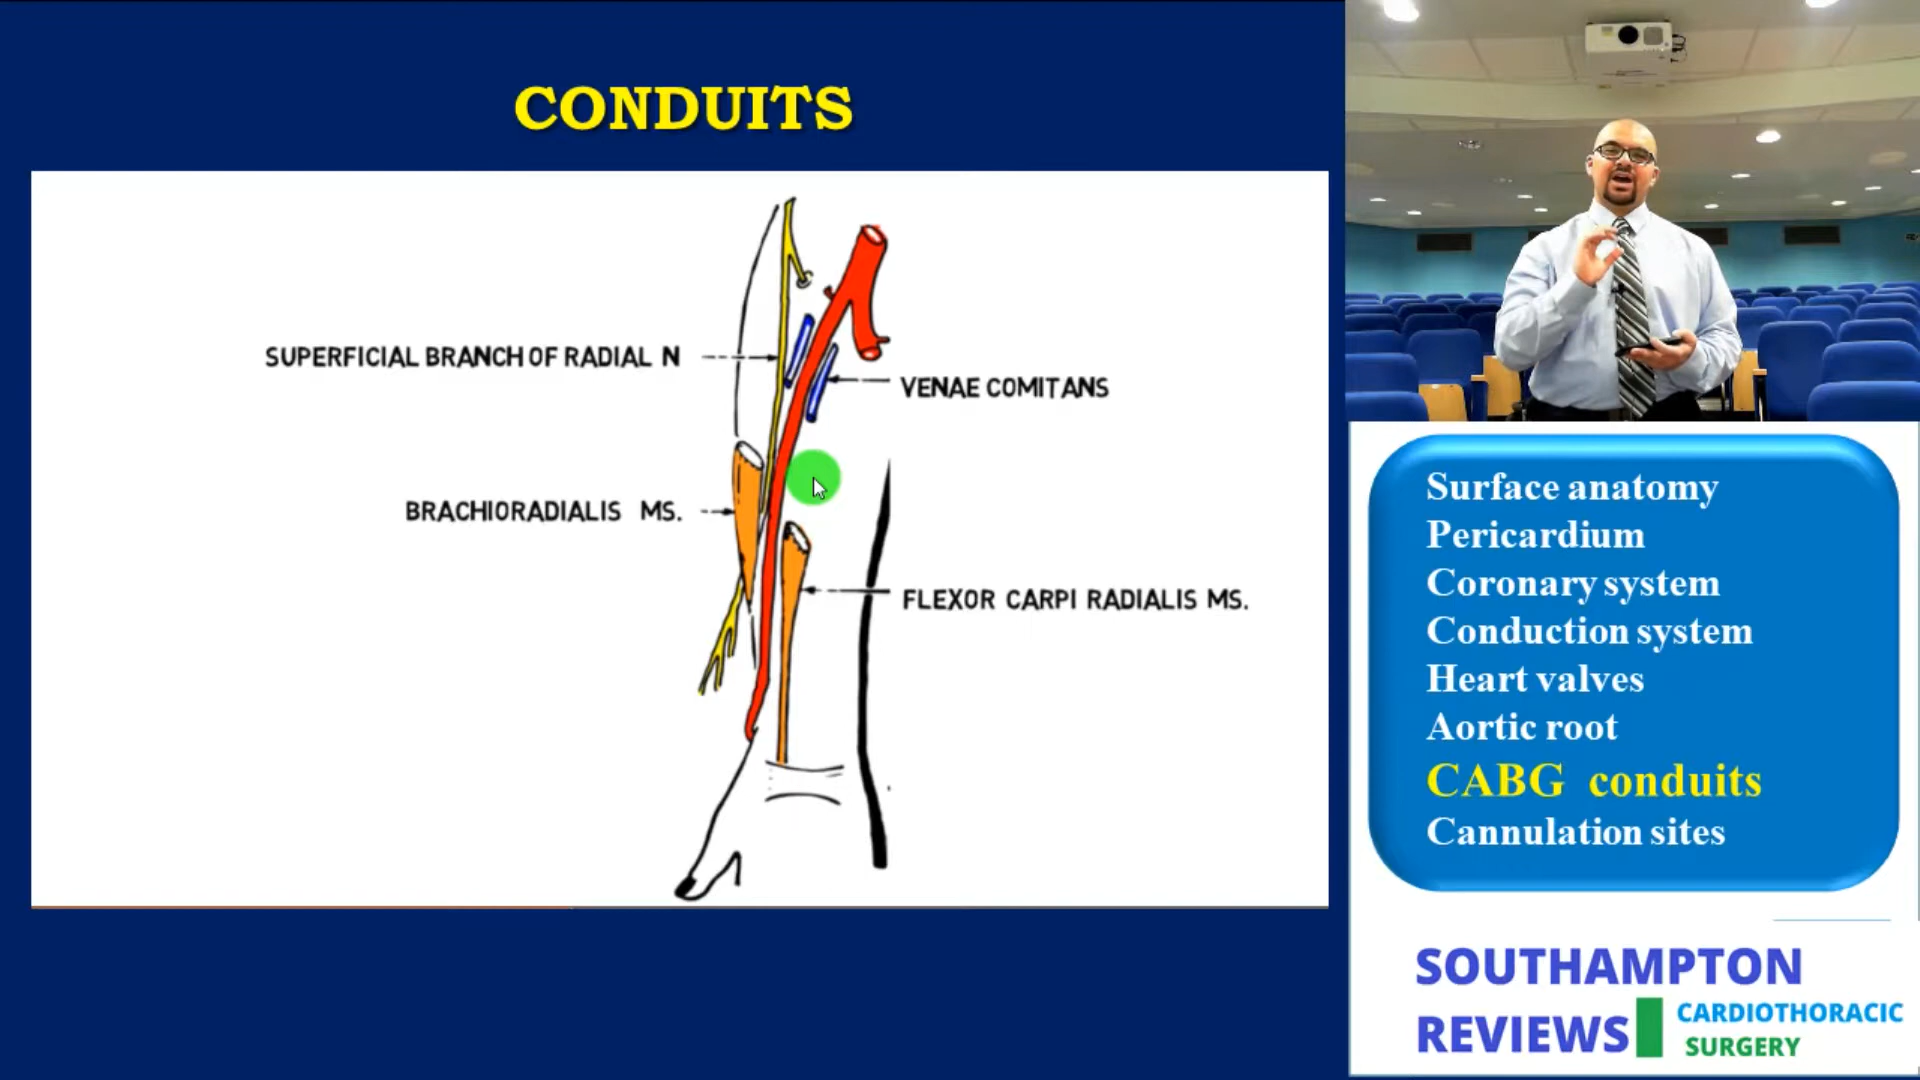 CONDUITS
SUPERFICIAL BRANCH OF RADIAL N
VENAE COMITANS
BRACHIORADIALIS MS.
FLEXOR CARPI RADIALIS MS.
Surface anatomy
Pericardium
Coronary system
Conduction system
Heart valves
Aortic root
CABG conduits
Cannulation sites
SOUTHAMPTON
REVIEWS
CARDIOTHORACIC
SURGERY